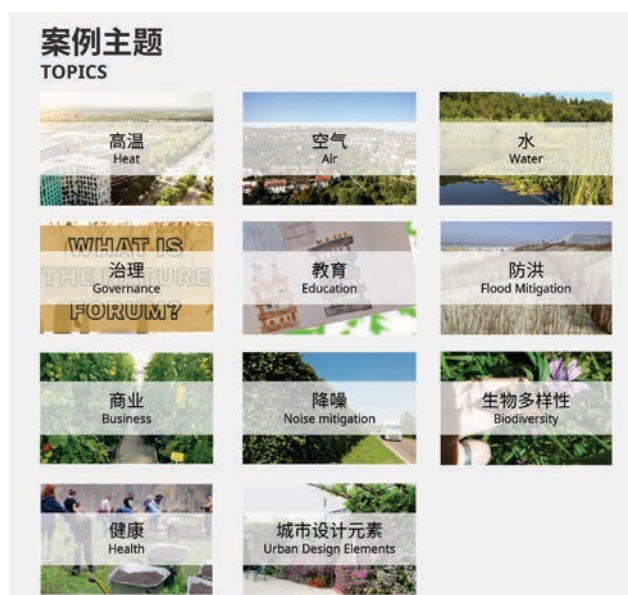 案例主题
TOPICS
高温
Heat
空气
Air
水
Water
WHAT IS
THE FUTURE
FORUM?
治理
Governance
教育
Education
防洪
Flood Mitigation
商业
Business
降噪
Noise mitigation
生物多样性
Biodiversity
健康
Health
城市设计元素
Urban Design Elements